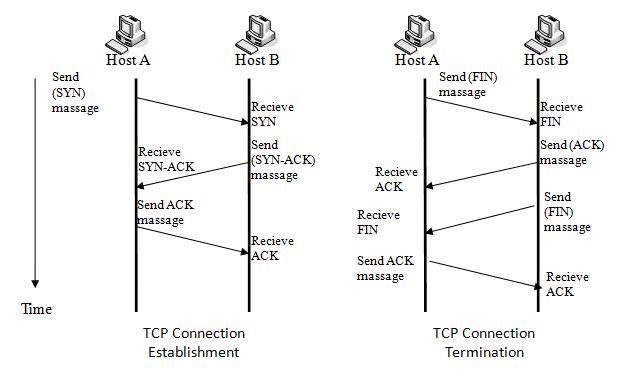 Host A
Host B
Send
(SYN)
massage
Recieve
SYN
Send
(SYN-ACK)
massage
Recieve
SYN-ACK
Send ACK
massage
Recieve
ACK
Time
TCP Connection
Establishment
Host A
Host B
Send (FIN)
massage
Recieve
FIN
Send (ACK)
massage
Recieve
ACK
Send
(FIN)
massage
Recieve
FIN
Send ACK
massage
Recieve
ACK
TCP Connection
Termination